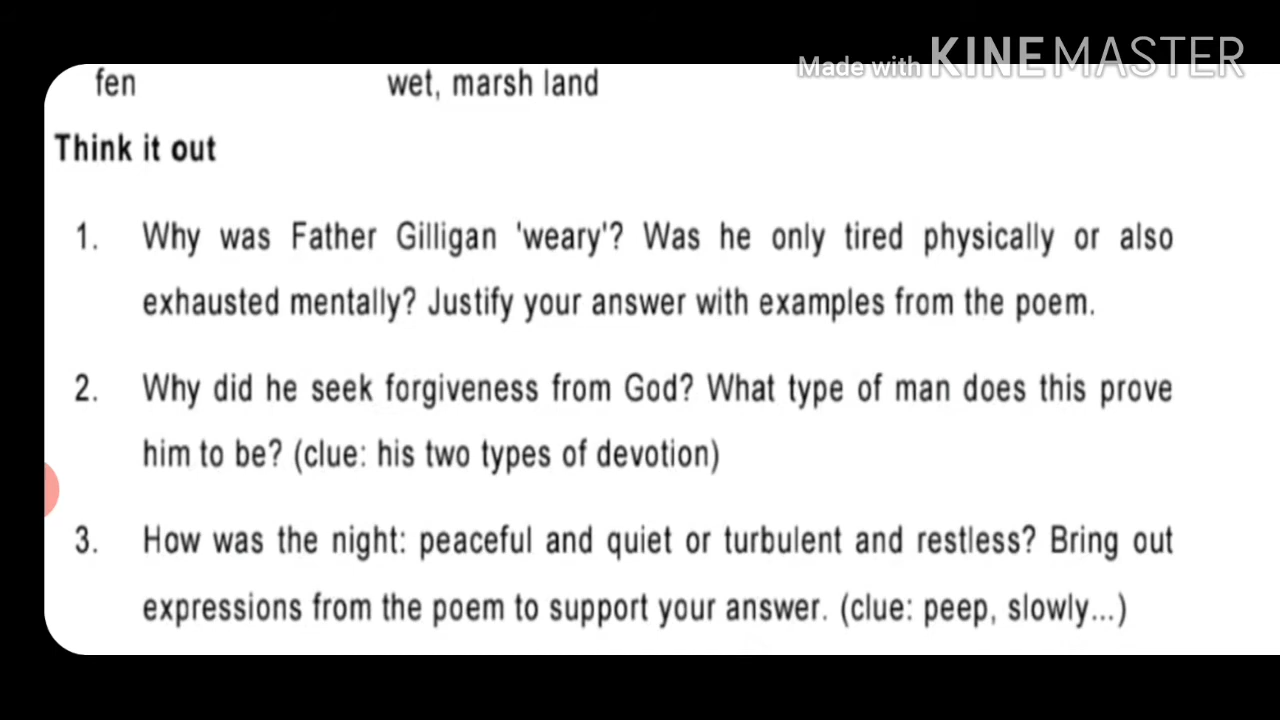 Made with KINEMASTER
fen wet, marsh land
Think it out
1. Why was Father Gilligan 'weary'? Was he only tired physically or also
exhausted mentally? Justify your answer with examples from the poem.
2. Why did he seek forgiveness from God? What type of man does this prove
him to be? (clue: his two types of devotion)
3. How was the night: peaceful and quiet or turbulent and restless? Bring out
expressions from the poem to support your answer. (clue: peep, slowly...)